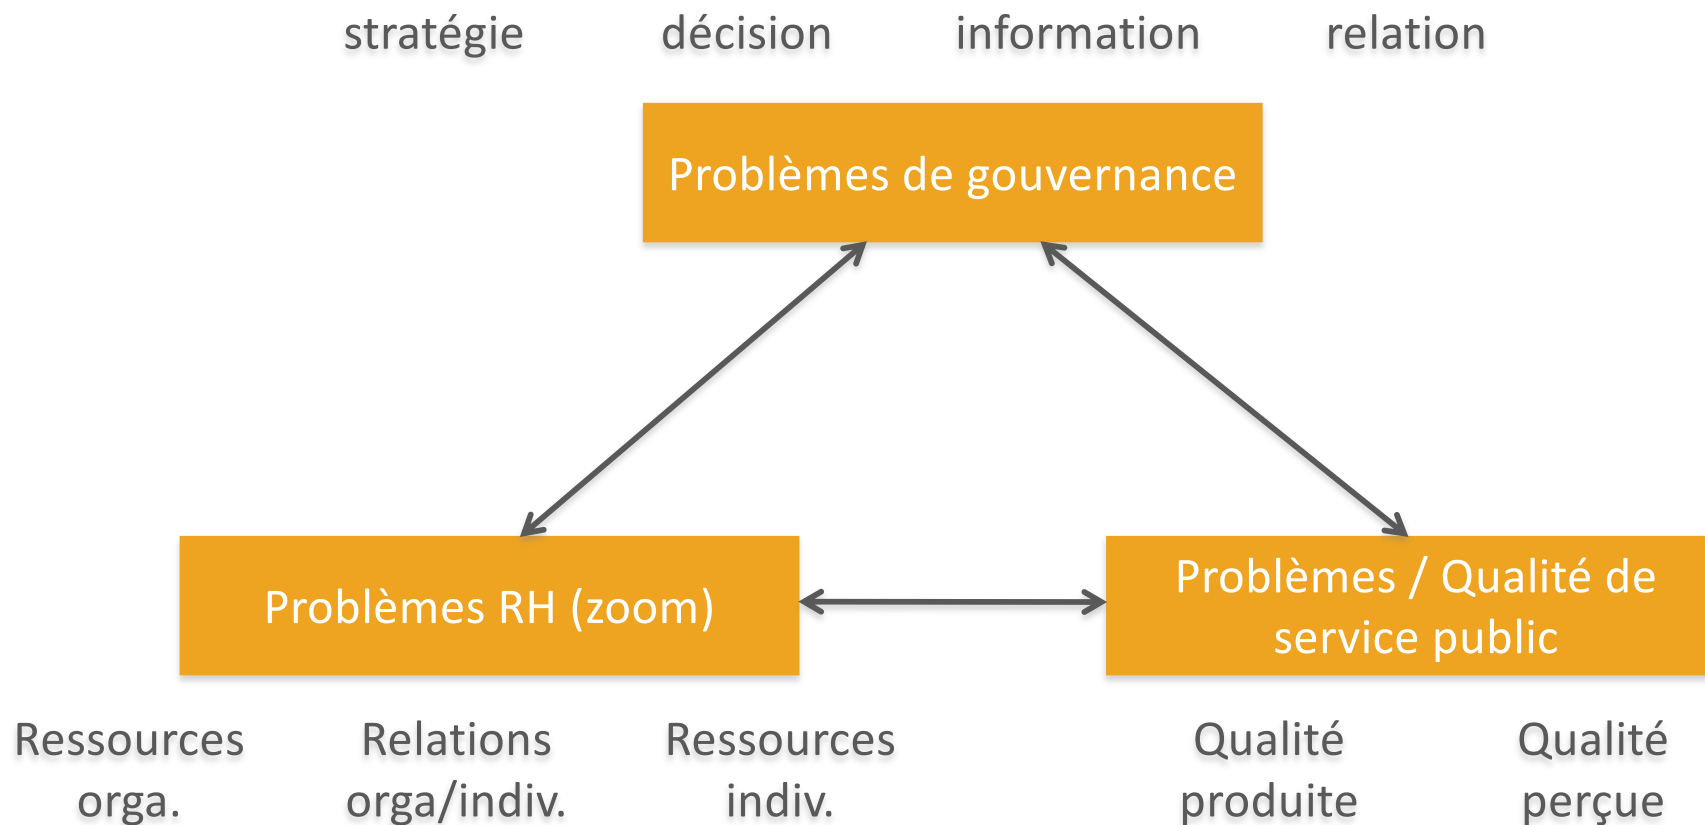 stratégie décision information relation
Problèmes de gouvernance
Problèmes RH (zoom)
Problèmes / Qualité de
service public
Ressources
orga.
Relations
orga/indiv.
Ressources
indiv.
Qualité
produite
Qualité
perçue